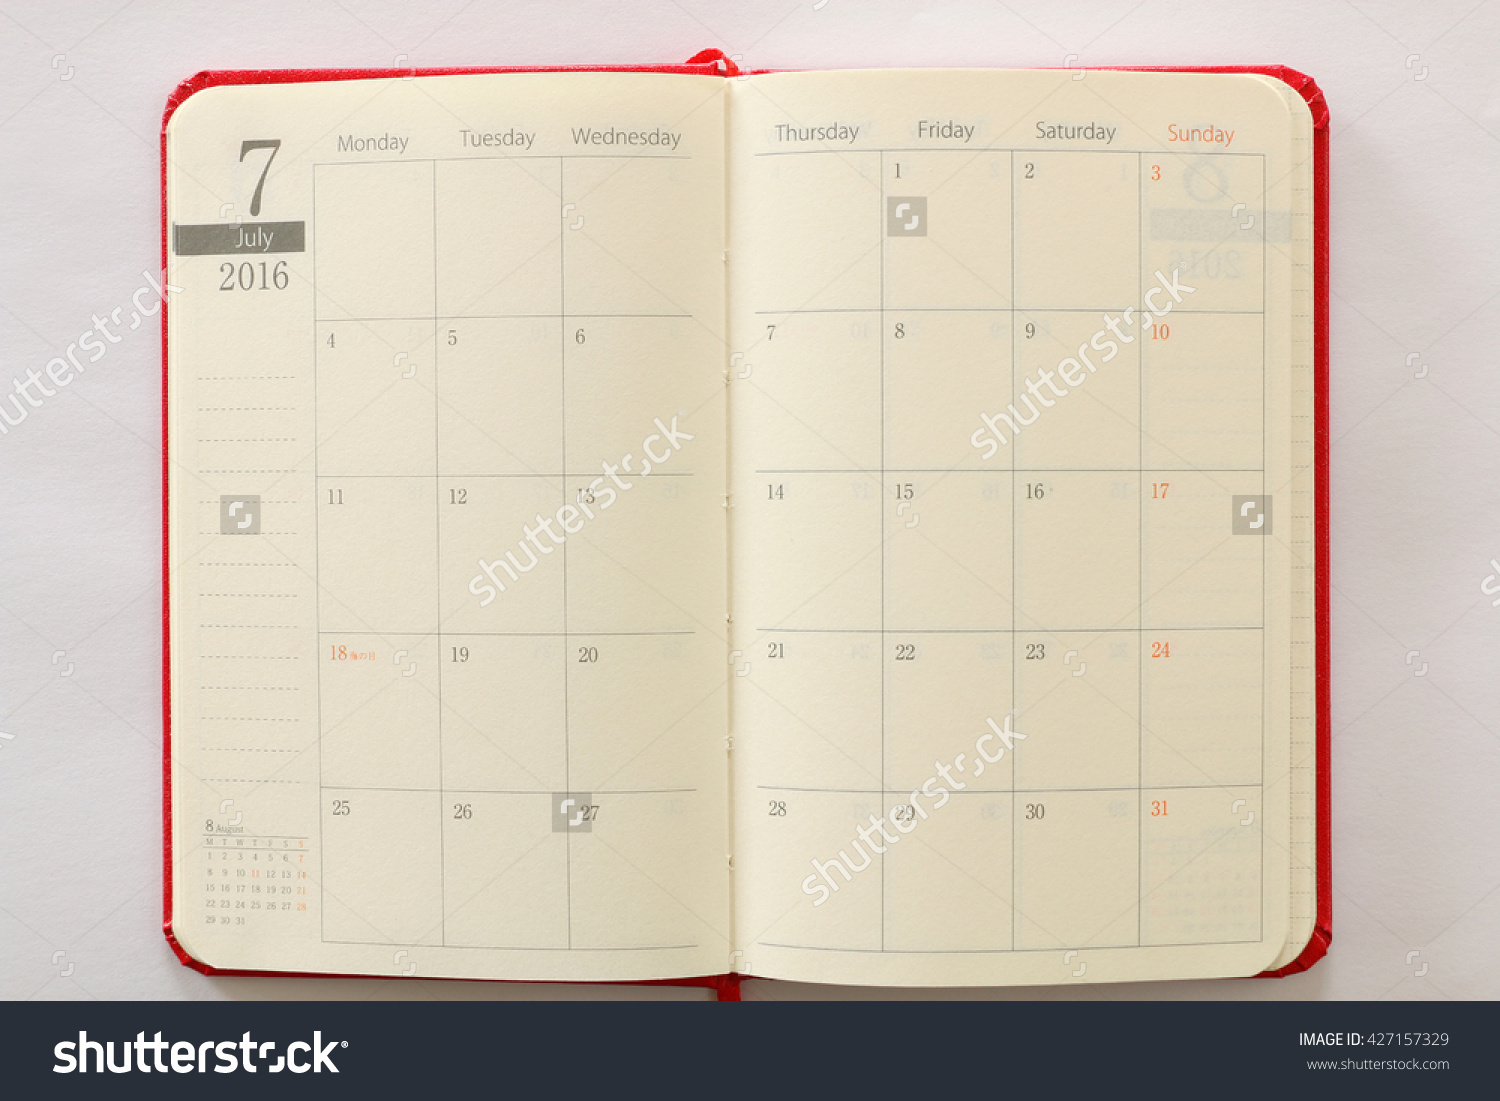 7
July
2016
Monday Tuesday Wednesday Thursday Friday Saturday Sunday
1 2 3
4 5 6 7 8 9 10
11 12 13 14 15 16 17
18 海の日 19 20 21 22 23 24
25 26 27 28 29 30 31
8 August
M T W T F S S
1 2 3 4 5 6 7
8 9 10 11 12 13 14
15 16 17 18 19 20 21
22 23 24 25 26 27 28
29 30 31
shutterstock
shutterstock
shutterstock
shutterstock
shutterstock
IMAGE ID: 427157329
www.shutterstock.com